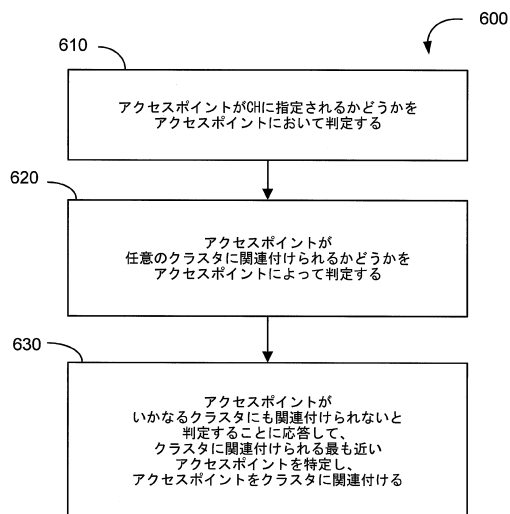 600
610
アクセスポイントがCHに指定されるかどうかを
アクセスポイントにおいて判定する
620
アクセスポイントが
任意のクラスタに関連付けられるかどうかを
アクセスポイントによって判定する
630
アクセスポイントが
いかなるクラスタにも関連付けられないと
判定することに応答して、
クラスタに関連付けられる最も近い
アクセスポイントを特定し、
アクセスポイントをクラスタに関連付ける